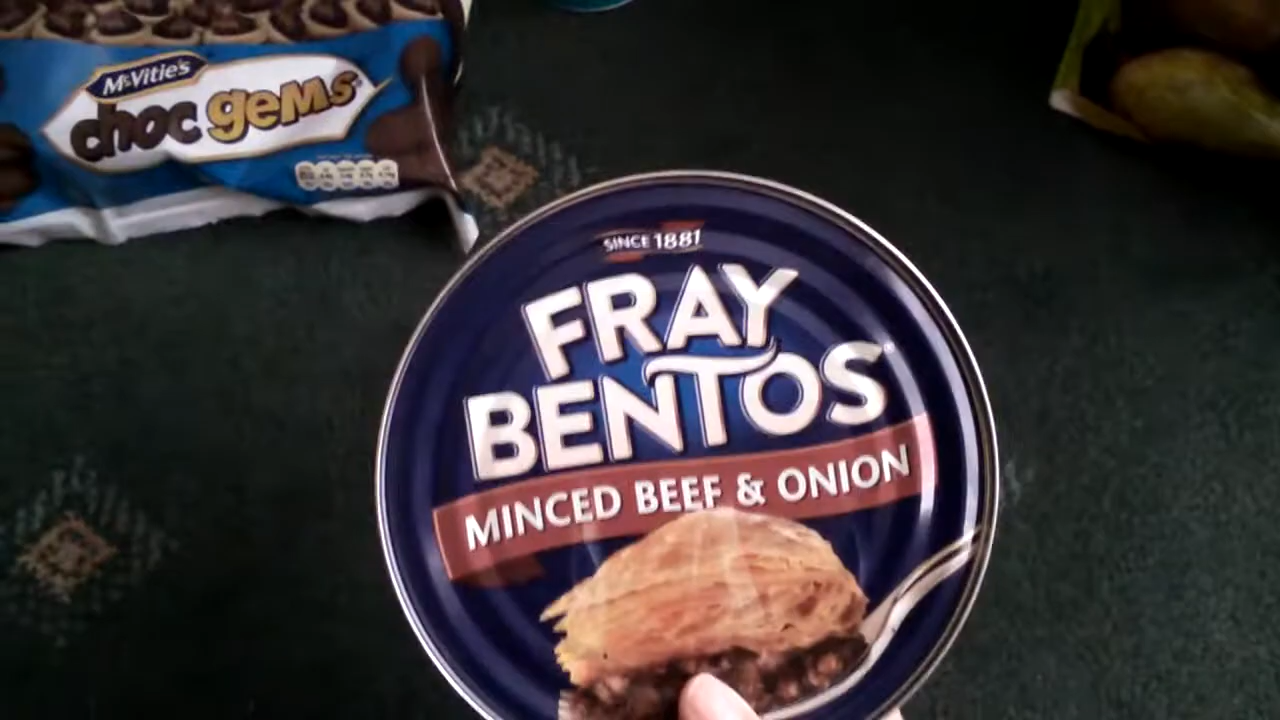 McVitie's
choc gems
SINCE 1881
FRAY
BENTOS
MINCED BEEF & ONION